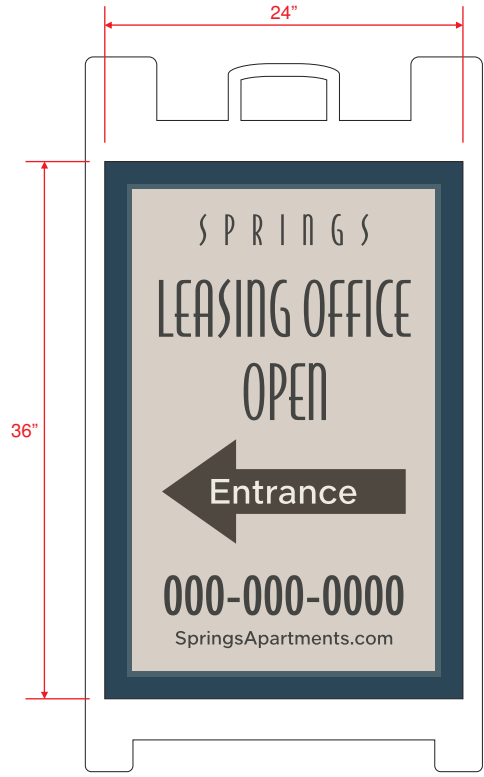 24”
SPRINGS
LEASING OFFICE
OPEN
36”
Entrance
000-000-0000
SpringsApartments.com